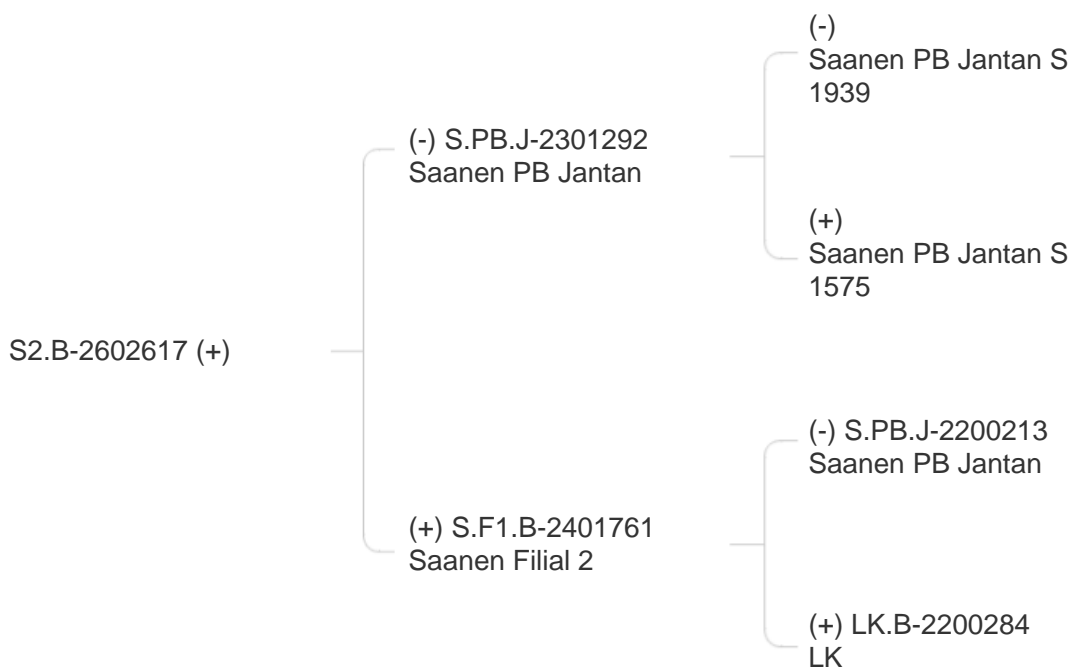 (-)
Saanen PB Jantan S
1939
(-) S.PB.J-2301292
Saanen PB Jantan
(+)
Saanen PB Jantan S
1575
S2.B-2602617 (+)
(-) S.PB.J-2200213
Saanen PB Jantan
(+) S.F1.B-2401761
Saanen Filial 2
(+) LK.B-2200284
LK